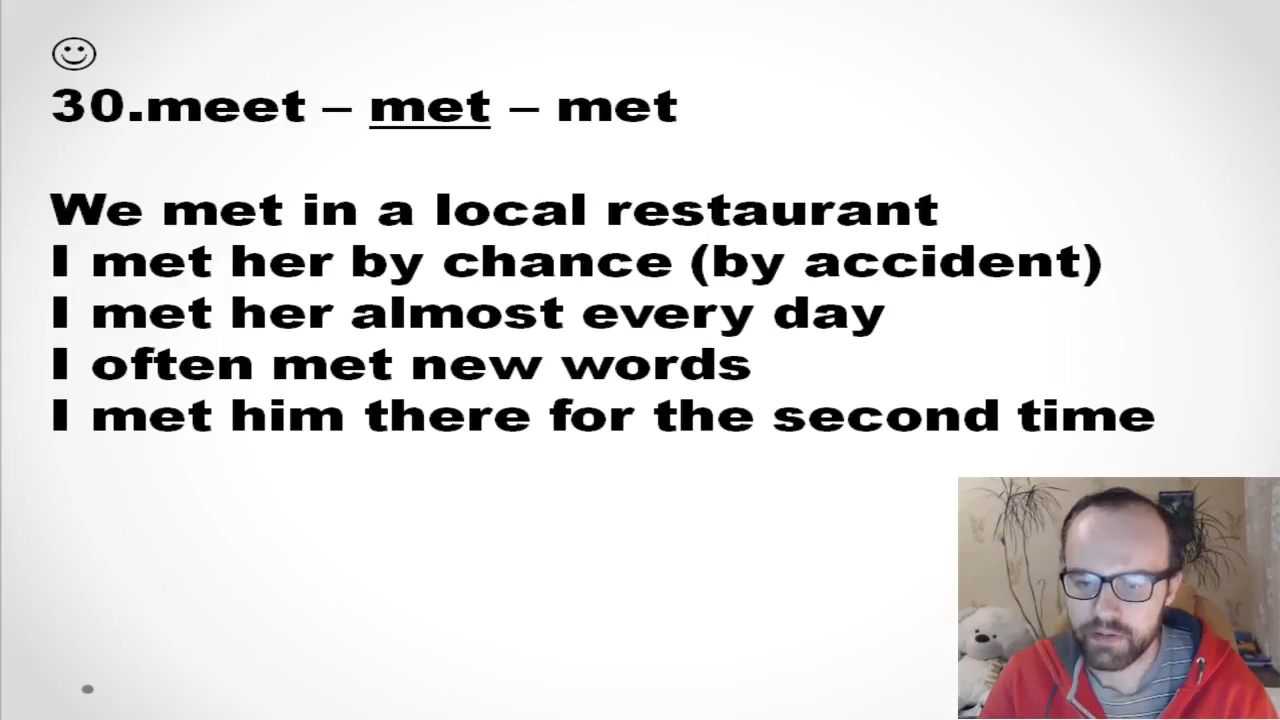 30.meet – met – met
We met in a local restaurant
I met her by chance (by accident)
I met her almost every day
I often met new words
I met him there for the second time